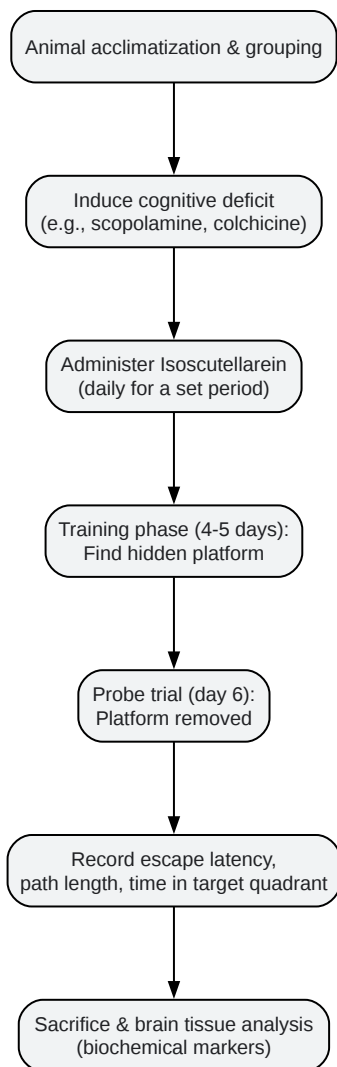 Animal acclimatization & grouping
Induce cognitive deficit
(e.g., scopolamine, colchicine)
Administer Isoscutellarein
(daily for a set period)
Training phase (4-5 days):
Find hidden platform
Probe trial (day 6):
Platform removed
Record escape latency,
path length, time in target quadrant
Sacrifice & brain tissue analysis
(biochemical markers)